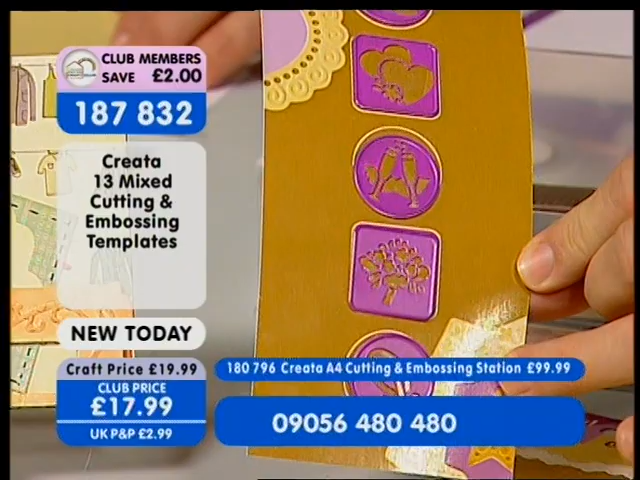 CLUB MEMBERS
SAVE £2.00
187 832
Creata
13 Mixed
Cutting &
Embossing
Templates
NEW TODAY
Craft Price £19.99
CLUB PRICE
£17.99
UK P&P £2.99
180 796 Creata A4 Cutting & Embossing Station £99.99
09056 480 480